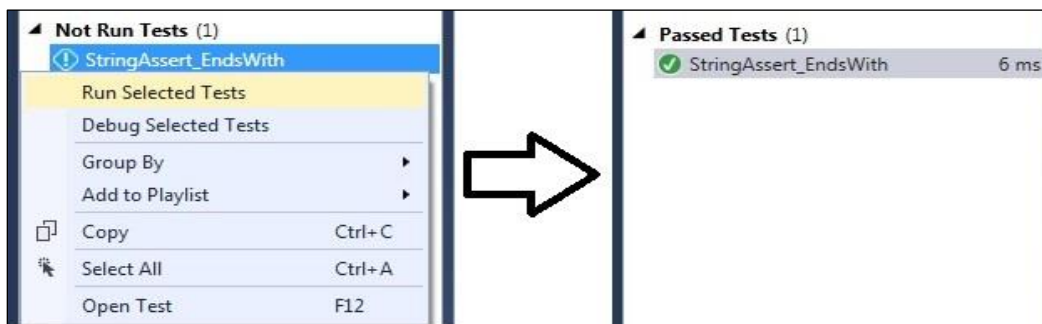 Not Run Tests (1)
StringAssert_EndsWith
Run Selected Tests
Debug Selected Tests
Group By
Add to Playlist
Copy Ctrl+C
Select All Ctrl+A
Open Test F12
Passed Tests (1)
StringAssert_EndsWith 6 ms